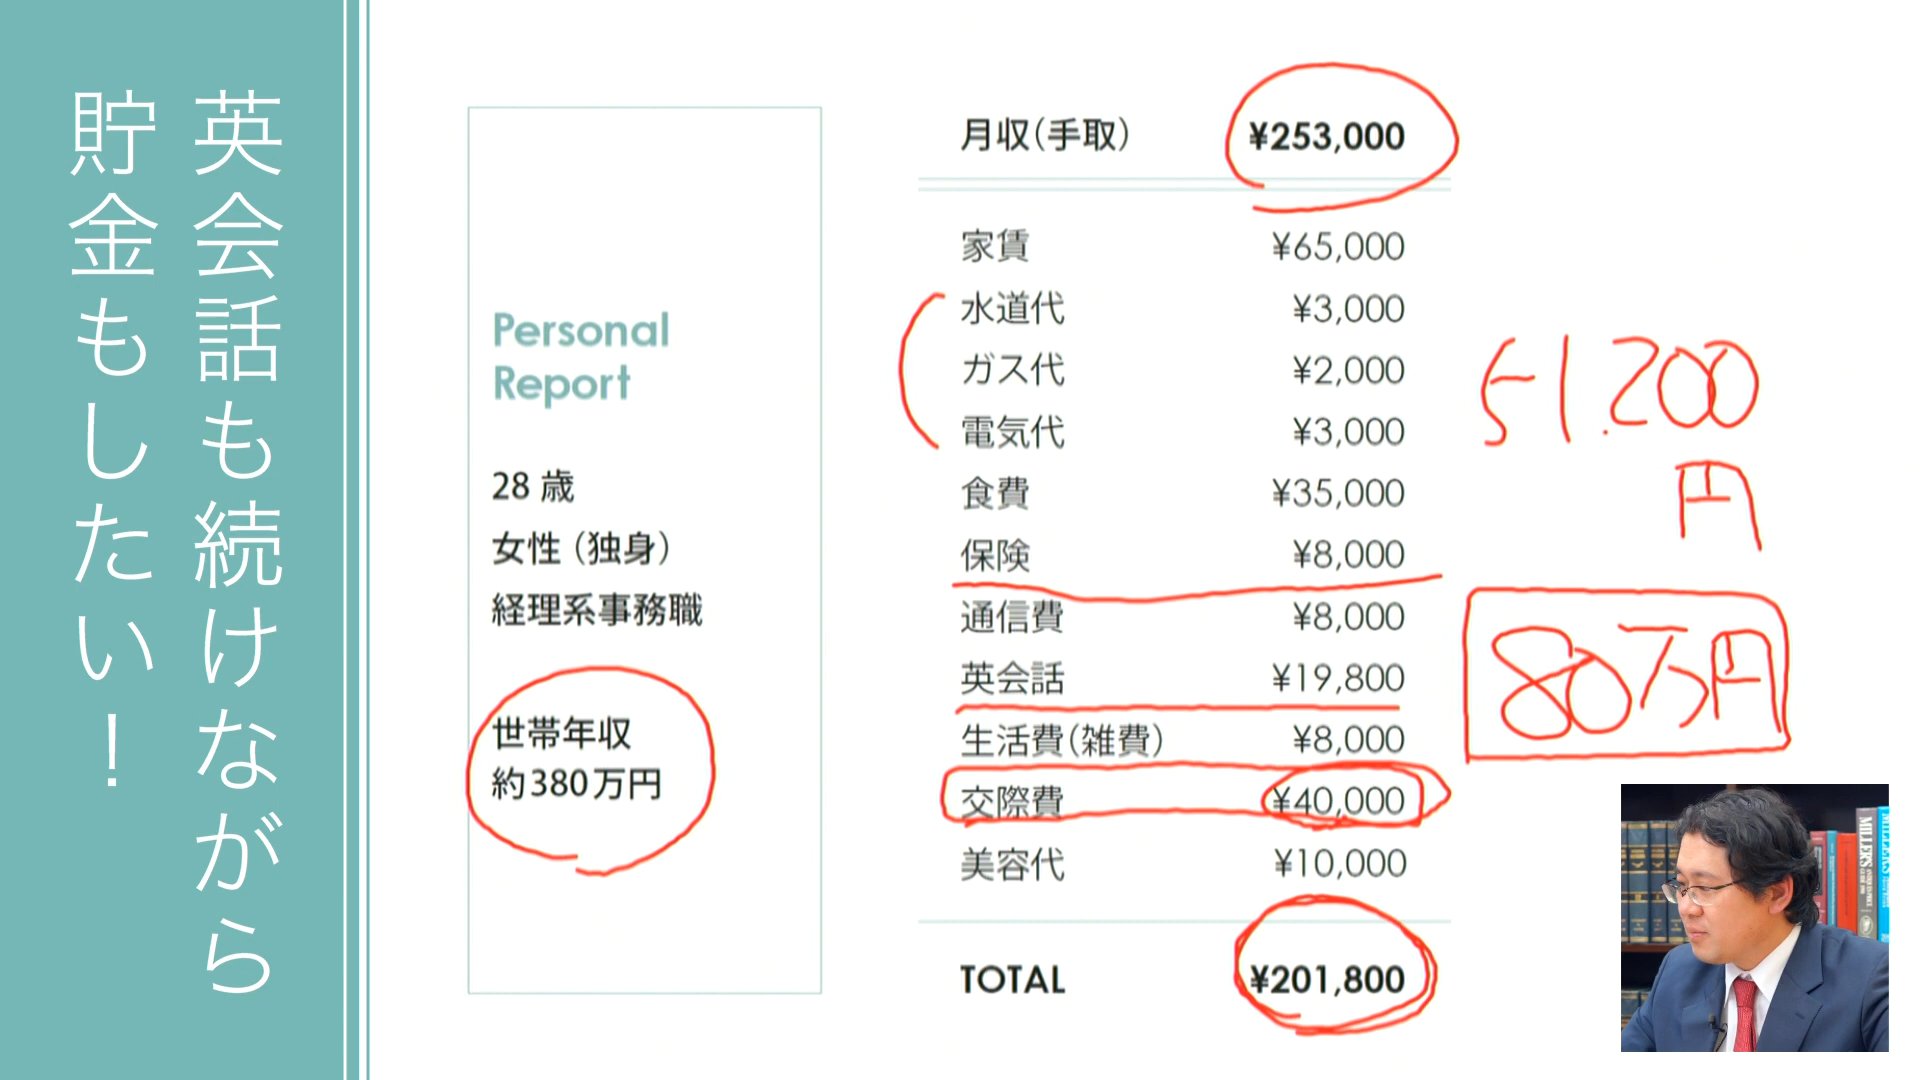 英会話も続けながら
貯金もしたい!
Personal
Report
28 歳
女性（独身）
経理系事務職
世帯年収
約380万円
月収（手取） ¥253,000
家賃 ¥65,000
水道代 ¥3,000
ガス代 ¥2,000
電気代 ¥3,000
食費 ¥35,000
保険 ¥8,000
通信費 ¥8,000
英会話 ¥19,800
生活費（雑費） ¥8,000
交際費 ¥40,000
美容代 ¥10,000
TOTAL ¥201,800
51.200
円
80万円
MILLER'S
MILLER'S